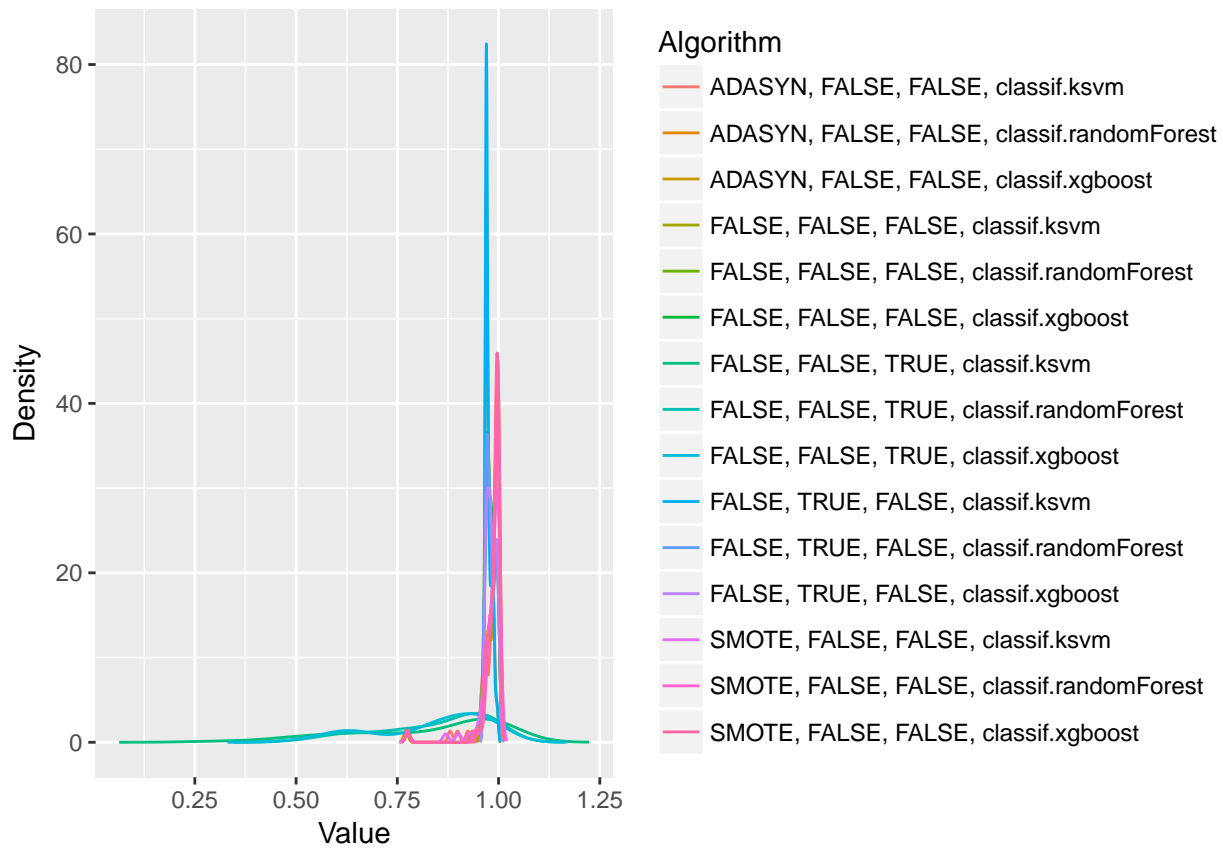 80
60
40
20
0
Density
0.25
0.50
0.75
1.00
1.25
Value
Algorithm
ADASYN, FALSE, FALSE, classif.ksvm
ADASYN, FALSE, FALSE, classif.randomForest
ADASYN, FALSE, FALSE, classif.xgboost
FALSE, FALSE, FALSE, classif.ksvm
FALSE, FALSE, FALSE, classif.randomForest
FALSE, FALSE, FALSE, classif.xgboost
FALSE, FALSE, TRUE, classif.ksvm
FALSE, FALSE, TRUE, classif.randomForest
FALSE, FALSE, TRUE, classif.xgboost
FALSE, TRUE, FALSE, classif.ksvm
FALSE, TRUE, FALSE, classif.randomForest
FALSE, TRUE, FALSE, classif.xgboost
SMOTE, FALSE, FALSE, classif.ksvm
SMOTE, FALSE, FALSE, classif.randomForest
SMOTE, FALSE, FALSE, classif.xgboost